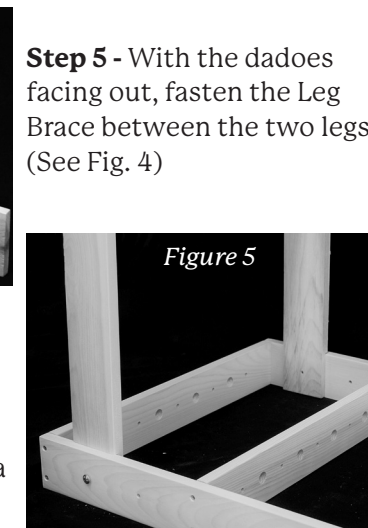 Step 5 - With the dadoes
facing out, fasten the Leg
Brace between the two legs
(See Fig. 4)
Figure 5
a